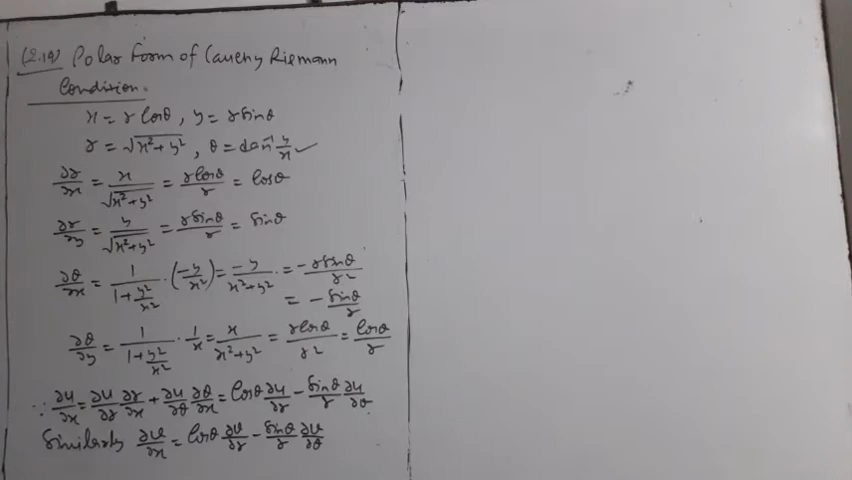 (2.19) Polar Form of Cauchy Riemann
Condition.
x = r cosθ, y = r sinθ
r = √(x²+y²), θ = tan⁻¹ y/x ✓
∂r/∂x = x/√(x²+y²) = r cosθ/r = cosθ
∂r/∂y = y/√(x²+y²) = r sinθ/r = sinθ
∂θ/∂x = 1/(1+y²/x²) · (-y/x²) = -y/(x²+y²) · = - r sinθ/r²
= - sinθ/r
∂θ/∂y = 1/(1+y²/x²) · 1/x = x/(x²+y²) = r cosθ/r² = cosθ/r
∵ ∂u/∂x = ∂u/∂r ∂r/∂x + ∂u/∂θ ∂θ/∂x = cosθ ∂u/∂r - sinθ/r ∂u/∂θ
Similarly ∂v/∂x = cosθ ∂v/∂r - sinθ/r ∂v/∂θ